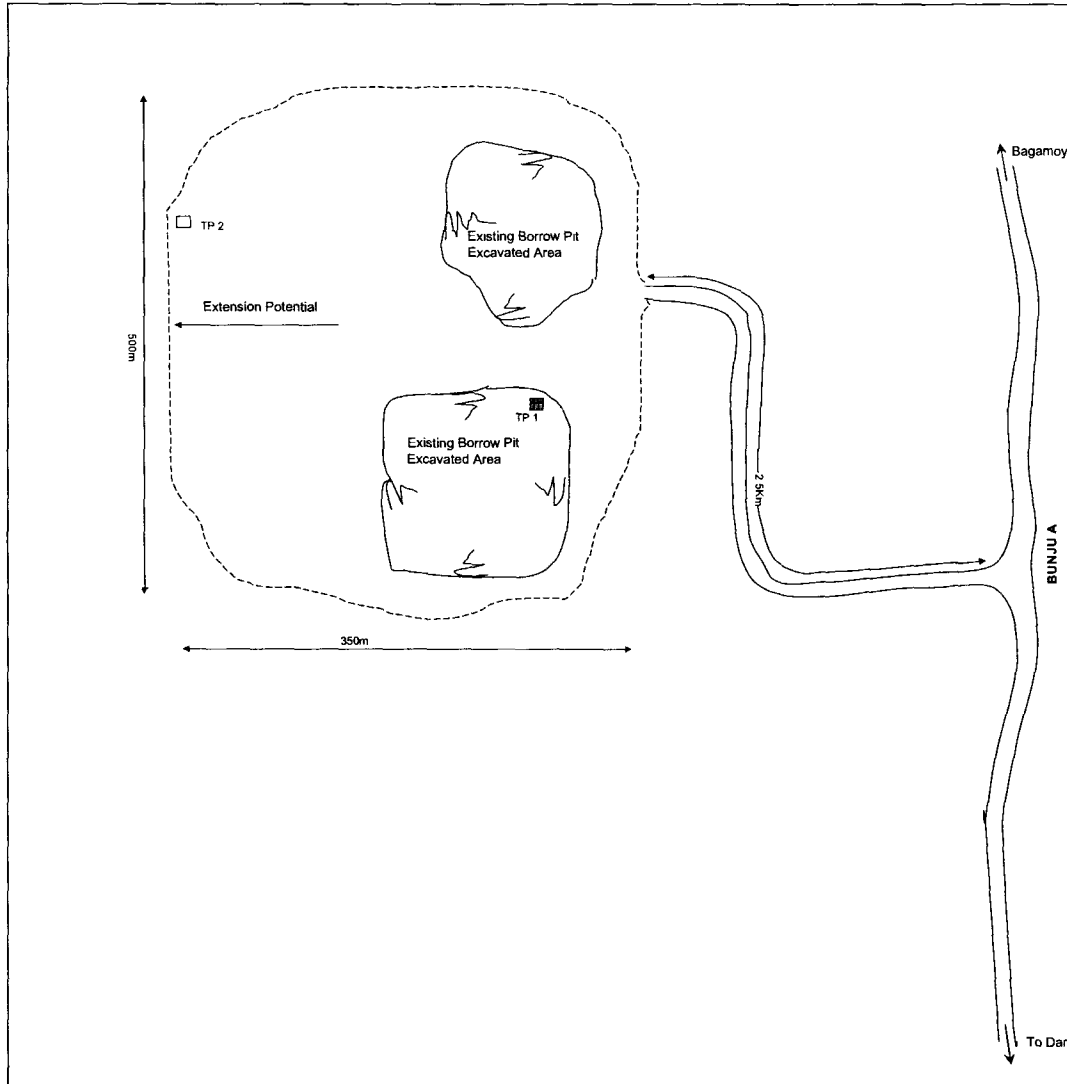 Bagamoy
TP 2
Existing Borrow Pit
Excavated Area
Extension Potential
500m
TP 1
Existing Borrow Pit
Excavated Area
2 5Km
BUNJU A
350m
To Dar